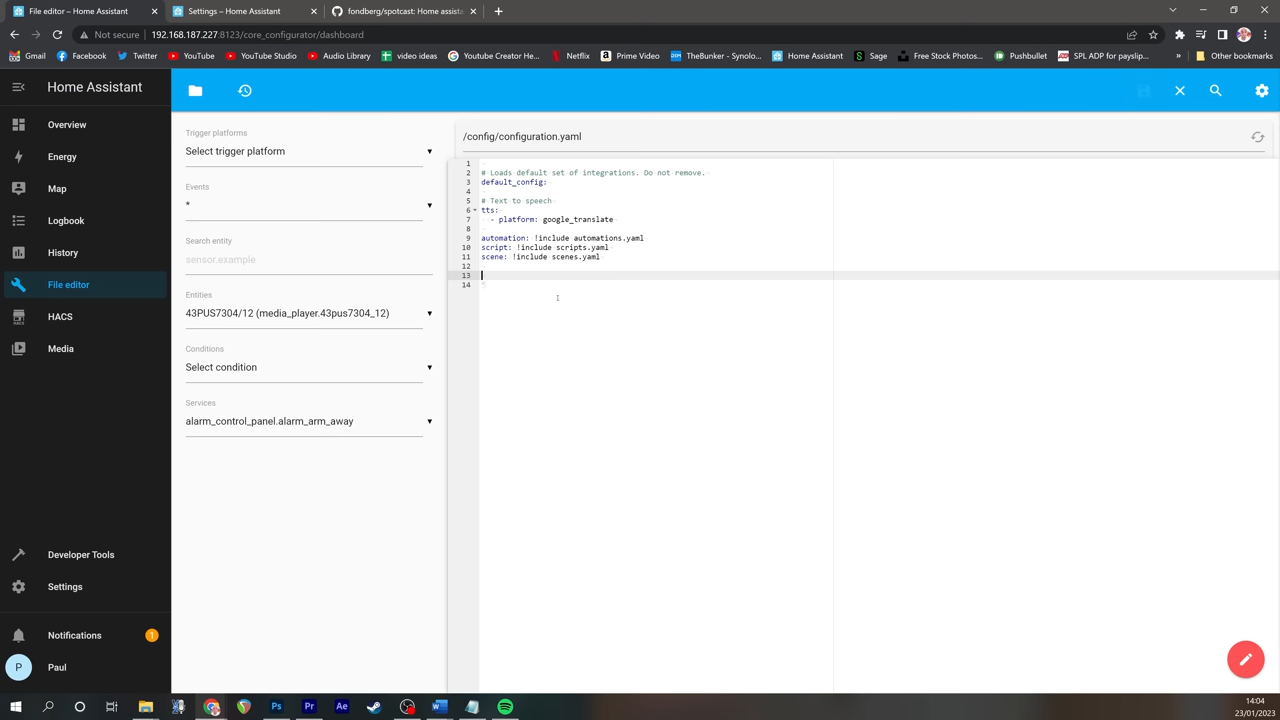 File editor – Home Assistant
Settings – Home Assistant
fondberg/spotcast: Home assista
Not secure
192.168.187.227:8123/core_configurator/dashboard
Gmail
Facebook
Twitter
YouTube
YouTube Studio
Audio Library
video ideas
YouTube Creator He...
Netflix
Prime Video
DSM
TheBunker - Synolo...
Home Assistant
S
Sage
Free Stock Photos...
Pushbullet
SPL ADP for payslip...
»
Other bookmarks
Home Assistant
Overview
Energy
Map
Logbook
History
File editor
HACS
HACS
Media
Developer Tools
Settings
Notifications
1
P
Paul
Trigger platforms
Select trigger platform
Events
*
Search entity
sensor.example
Entities
43PUS7304/12 (media_player.43pus7304_12)
Conditions
Select condition
Services
alarm_control_panel.alarm_arm_away
/config/configuration.yaml
1
2 # Loads default set of integrations. Do not remove.
3 default_config:
4
5 # Text to speech
6 tts:
7 - platform: google_translate
8
9 automation: !include automations.yaml
10 script: !include scripts.yaml
11 scene: !include scenes.yaml
12
13
14
Ps
Pr
Ae
14:04
23/01/2023